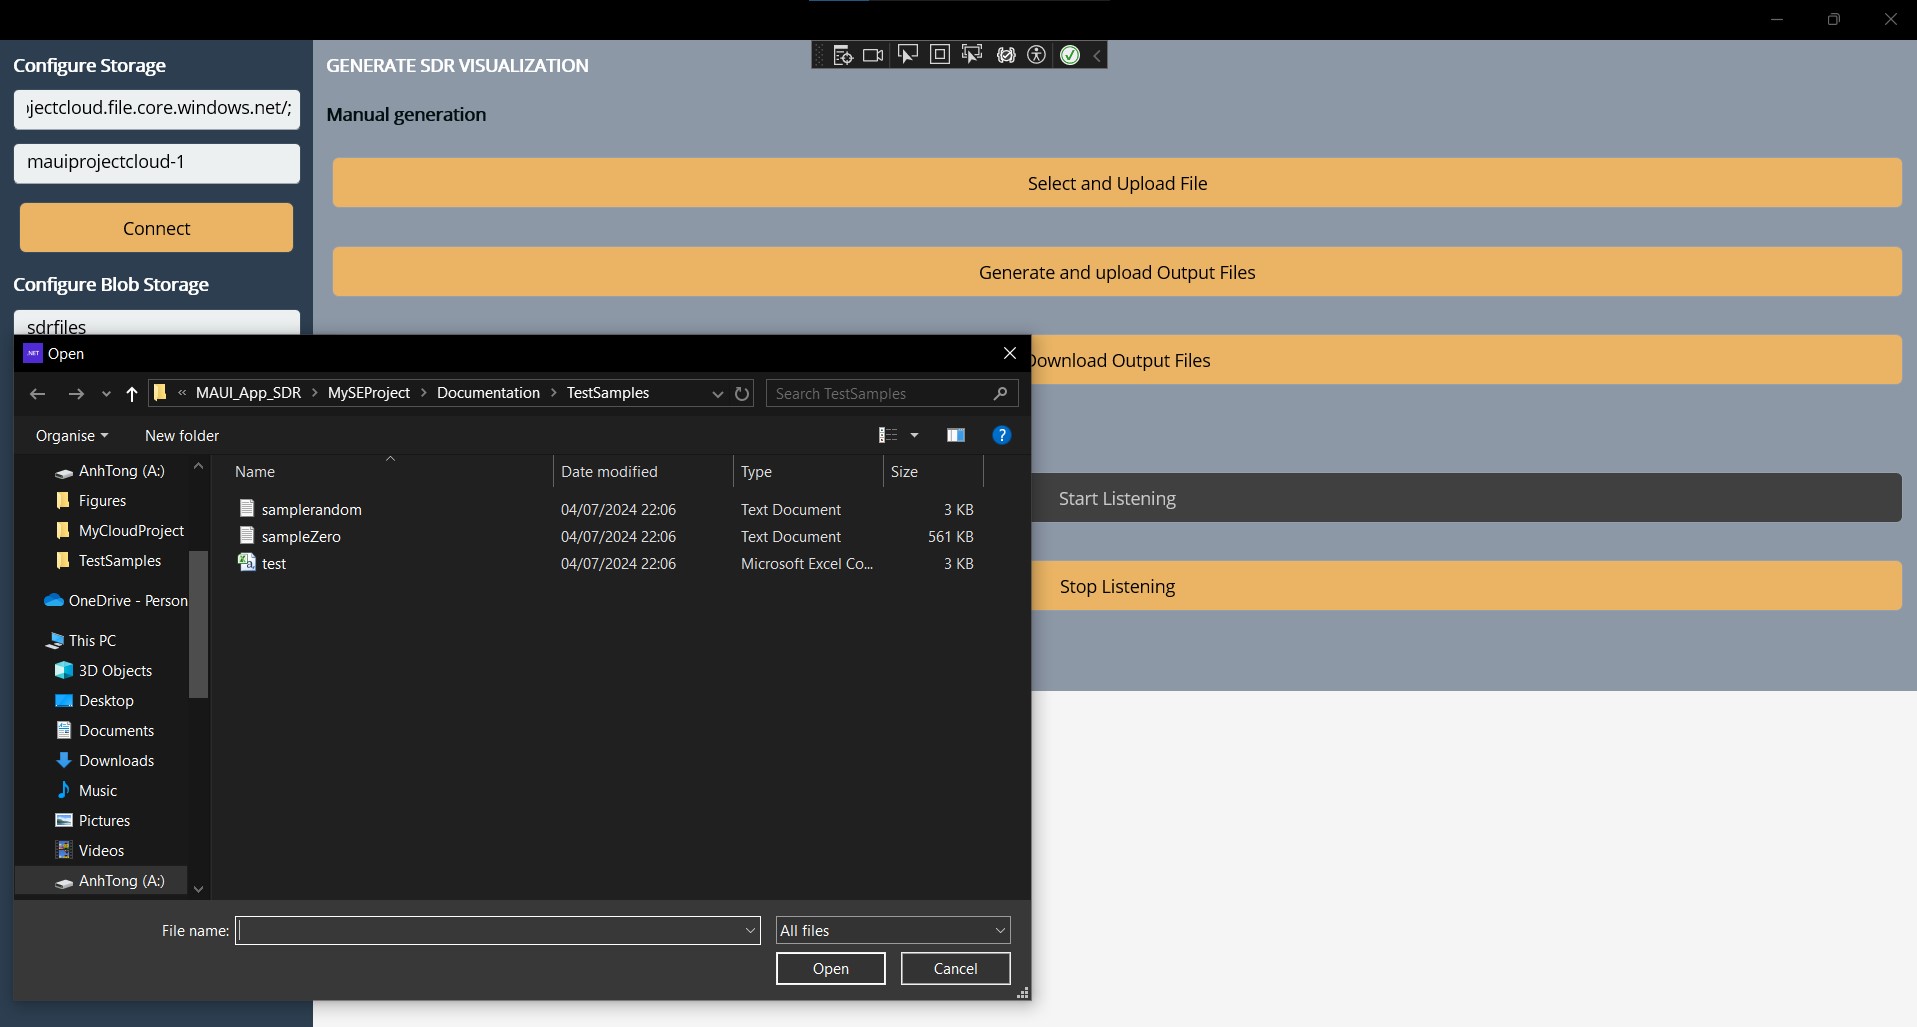 Configure Storage
jectcloud.file.core.windows.net/;
mauiprojectcloud-1
Connect
Configure Blob Storage
sdrfiles
GENERATE SDR VISUALIZATION
Manual generation
Select and Upload File
Generate and upload Output Files
Download Output Files
Start Listening
Stop Listening
.NET Open
« MAUI_App_SDR > MySEProject > Documentation > TestSamples
Search TestSamples
Organise New folder
?
AnhTong (A:)
Figures
MyCloudProject
TestSamples
OneDrive - Person
This PC
3D Objects
Desktop
Documents
Downloads
Music
Pictures
Videos
AnhTong (A:)
Name Date modified Type Size
samplerandom 04/07/2024 22:06 Text Document 3 KB
sampleZero 04/07/2024 22:06 Text Document 561 KB
test 04/07/2024 22:06 Microsoft Excel Co... 3 KB
File name:
All files
Open Cancel